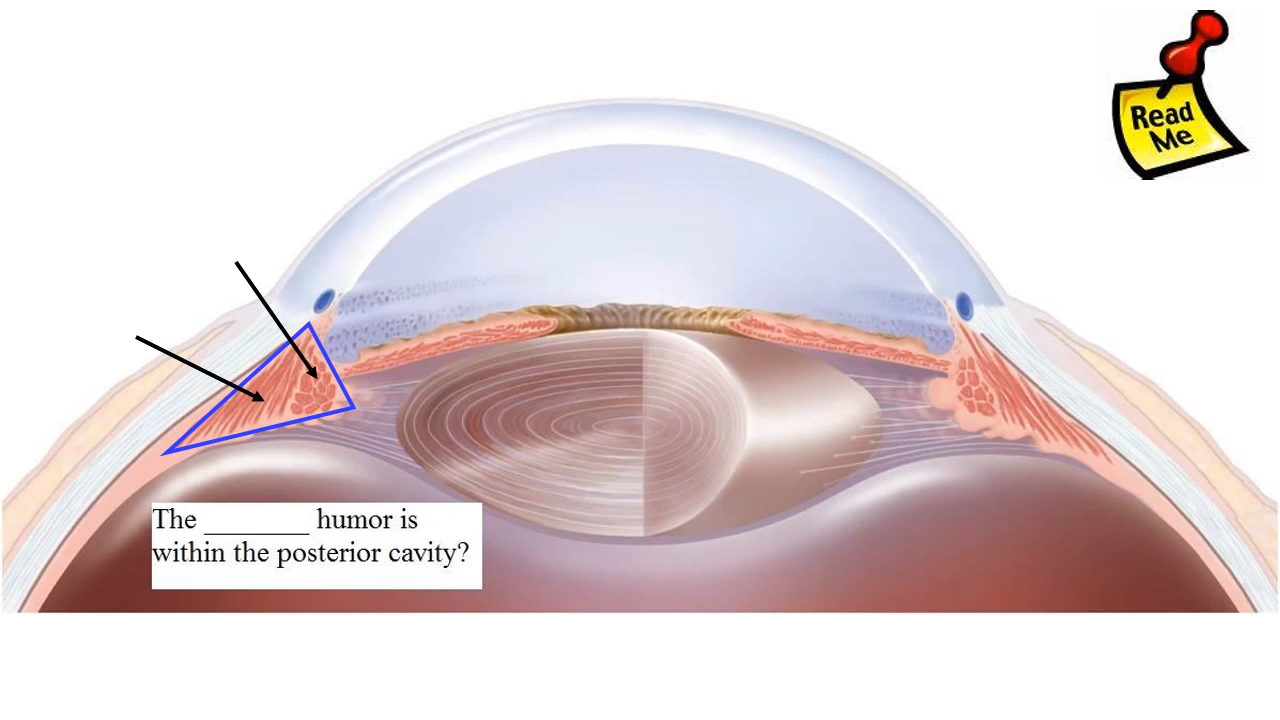 Read
Me
The ________ humor is
within the posterior cavity?